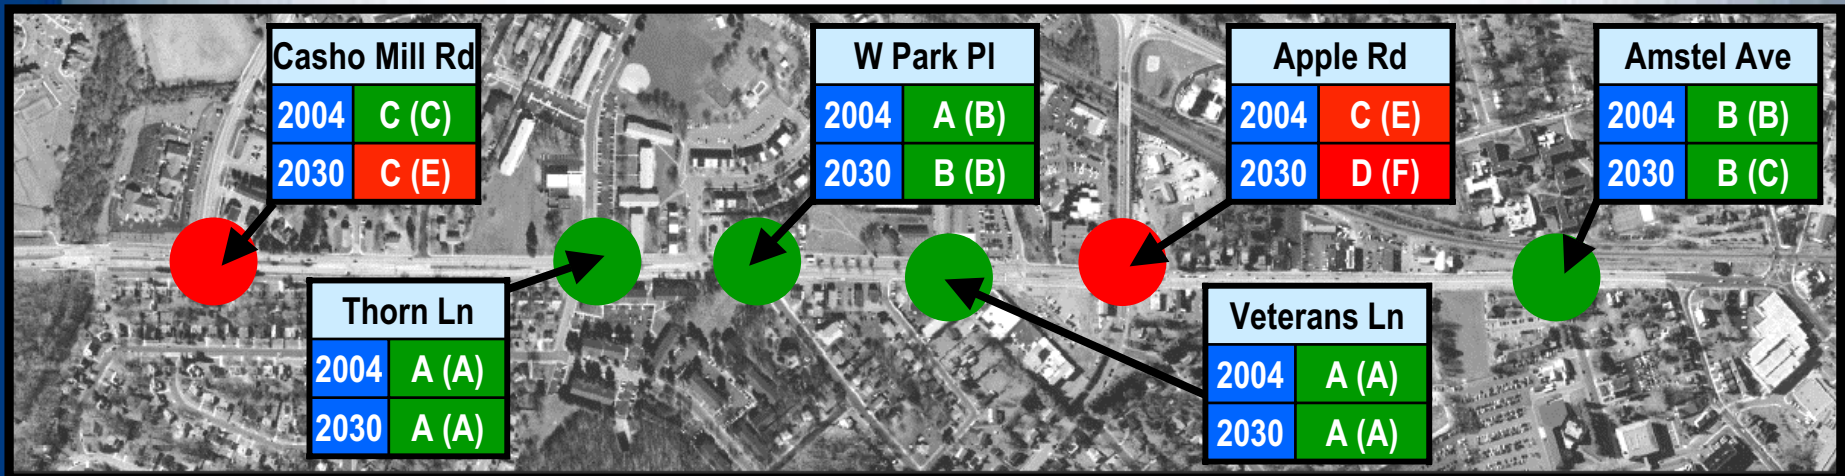 Casho Mill Rd
2004 C (C)
2030 C (E)
W Park Pl
2004 A (B)
2030 B (B)
Apple Rd
2004 C (E)
2030 D (F)
Amstel Ave
2004 B (B)
2030 B (C)
Thorn Ln
2004 A (A)
2030 A (A)
Veterans Ln
2004 A (A)
2030 A (A)